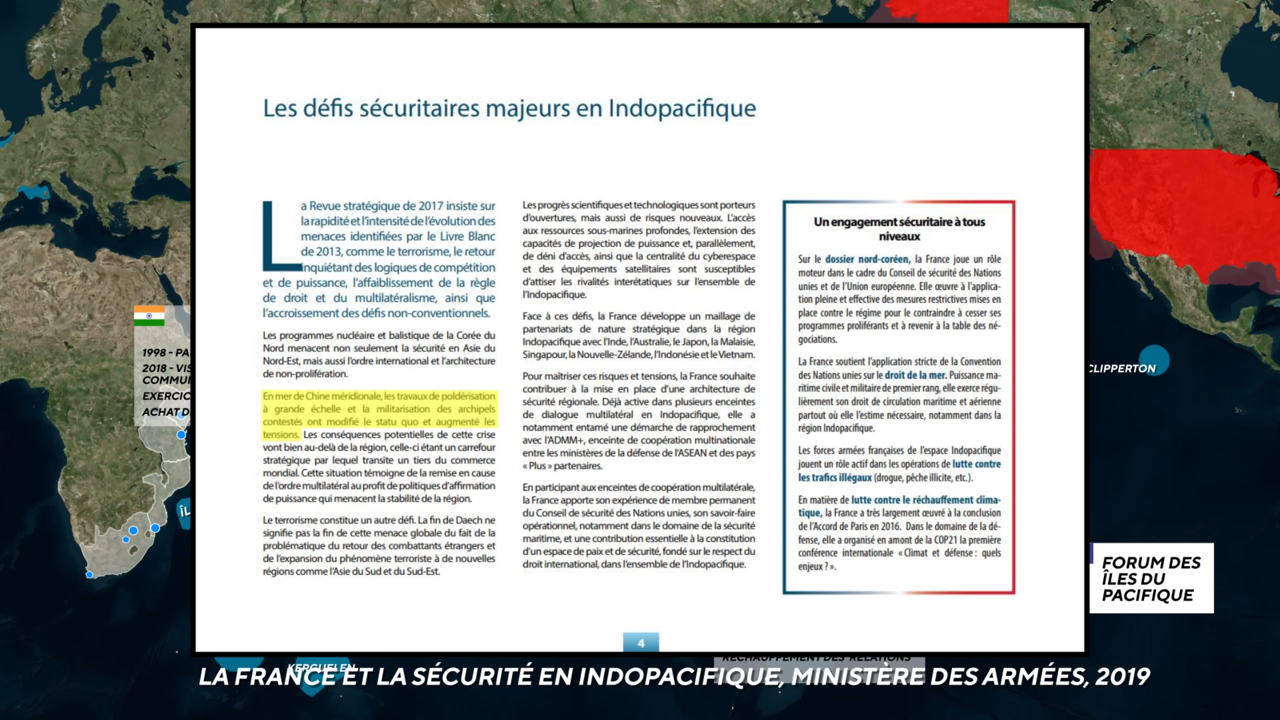 Les défis sécuritaires majeurs en Indopacifique
La Revue stratégique de 2017 insiste sur
la rapidité et l'intensité de l'évolution des
menaces identifiées par le Livre Blanc
de 2013, comme le terrorisme, le retour
inquiétant des logiques de compétition
et de puissance, l'affaiblissement de la règle
de droit et du multilatéralisme, ainsi que
l'accroissement des défis non-conventionnels.
Les programmes nucléaire et balistique de la Corée du
Nord menacent non seulement la sécurité en Asie du
Nord-Est, mais aussi l'ordre international et l'architecture
de non-prolifération.
En mer de Chine méridionale, les travaux de poldérisation
à grande échelle et la militarisation des archipels
contestés ont modifié le statu quo et augmenté les
tensions. Les conséquences potentielles de cette crise
vont bien au-delà de la région, celle-ci étant un carrefour
stratégique par lequel transite un tiers du commerce
mondial. Cette situation témoigne de la remise en cause
de l'ordre multilatéral au profit de politiques d'affirmation
de puissance qui menacent la stabilité de la région.
Le terrorisme constitue un autre défi. La fin de Daech ne
signifie pas la fin de cette menace globale du fait de la
problématique du retour des combattants étrangers et
de l'expansion du phénomène terroriste à de nouvelles
régions comme l'Asie du Sud et du Sud-Est.
Les progrès scientifiques et technologiques sont porteurs
d'ouvertures, mais aussi de risques nouveaux. L'accès
aux ressources sous-marines profondes, l'extension des
capacités de projection de puissance et, parallèlement,
de déni d'accès, ainsi que la centralité du cyberespace
et des équipements satellitaires sont susceptibles
d'attiser les rivalités interétatiques sur l'ensemble de
l'Indopacifique.
Face à ces défis, la France développe un maillage de
partenariats de nature stratégique dans la région
Indopacifique avec l'Inde, l'Australie, le Japon, la Malaisie,
Singapour, la Nouvelle-Zélande, l'Indonésie et le Vietnam.
Pour maîtriser ces risques et tensions, la France souhaite
contribuer à la mise en place d'une architecture de
sécurité régionale. Déjà active dans plusieurs enceintes
de dialogue multilatéral en Indopacifique, elle a
notamment entamé une démarche de rapprochement
avec l'ADMM+, enceinte de coopération multinationale
entre les ministères de la défense de l'ASEAN et des pays
« Plus » partenaires.
En participant aux enceintes de coopération multilatérale,
la France apporte son expérience de membre permanent
du Conseil de sécurité des Nations unies, son savoir-faire
opérationnel, notamment dans le domaine de la sécurité
maritime, et une contribution essentielle à la constitution
d'un espace de paix et de sécurité, fondé sur le respect du
droit international, dans l'ensemble de l'Indopacifique.
Un engagement sécuritaire à tous
niveaux
Sur le dossier nord-coréen, la France joue un rôle
moteur dans le cadre du Conseil de sécurité des Nations
unies et de l'Union européenne. Elle œuvre à l'applica-
tion pleine et effective des mesures restrictives mises en
place contre le régime pour le contraindre à cesser ses
programmes proliférants et à revenir à la table des né-
gociations.
La France soutient l'application stricte de la Convention
des Nations unies sur le droit de la mer. Puissance ma-
ritime civile et militaire de premier rang, elle exerce régu-
lièrement son droit de circulation maritime et aérienne
partout où elle l'estime nécessaire, notamment dans la
région Indopacifique.
Les forces armées françaises de l'espace Indopacifique
jouent un rôle actif dans les opérations de lutte contre
les trafics illégaux (drogue, pêche illicite, etc.).
En matière de lutte contre le réchauffement clima-
tique, la France a très largement œuvré à la conclusion
de l'Accord de Paris en 2016. Dans le domaine de la dé-
fense, elle a organisé en amont de la COP21 la première
conférence internationale « Climat et défense : quels
enjeux ? ».
4
1998 - PA
2018 - VIS
COMMU
EXERCIC
ACHAT D
ÎL
CLIPPERTON
FORUM DES
ÎLES DU
PACIFIQUE
KERGUELEN
RÉCHAUFFEMENT DES RELATIONS
LA FRANCE ET LA SÉCURITÉ EN INDOPACIFIQUE, MINISTÈRE DES ARMÉES, 2019